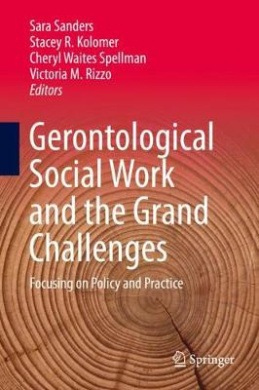 Sara Sanders
Stacey R. Kolomer
Cheryl Waites Spellman
Victoria M. Rizzo
Editors
Gerontological
Social Work
and the Grand
Challenges
Focusing on Policy and Practice
Springer